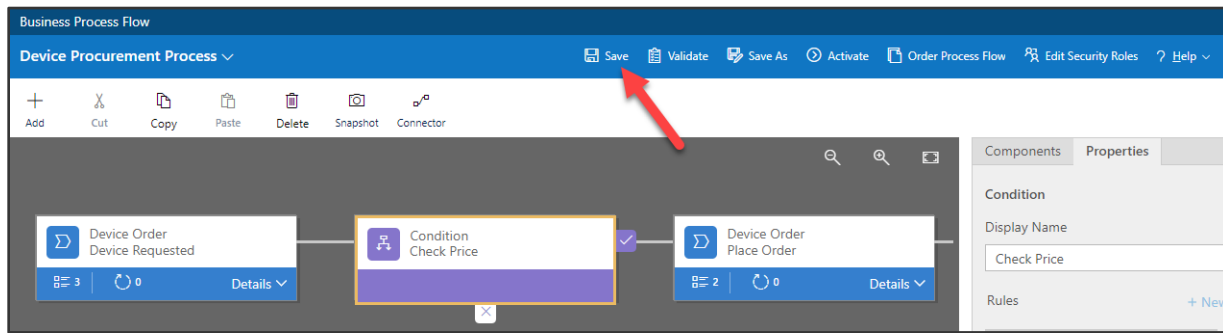 Business Process Flow
Device Procurement Process
Save Validate Save As Activate Order Process Flow Edit Security Roles ? Help
Add Cut Copy Paste Delete Snapshot Connector
Components Properties
Condition
Display Name
Check Price
Rules + New
Device Order
Device Requested
3 0 Details
Condition
Check Price
Device Order
Place Order
2 0 Details